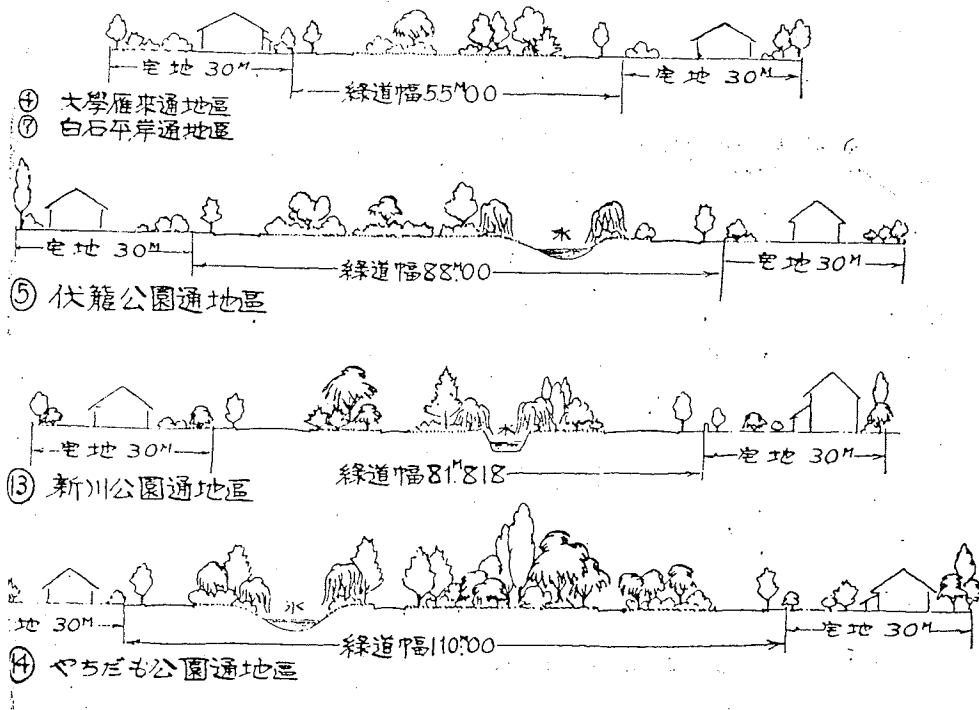 宅地 30M 緑道幅55M00 宅地 30M
④ 大學雁来通地區
⑦ 白石平岸通地區
水
宅地 30M 緑道幅88M00 宅地 30M
⑤ 伏籠公園通地區
水
宅地 30M 緑道幅81M818 宅地 30M
⑬ 新川公園通地區
水
地 30M 緑道幅110M00 宅地 30M
⑭ やちだも公園通地區